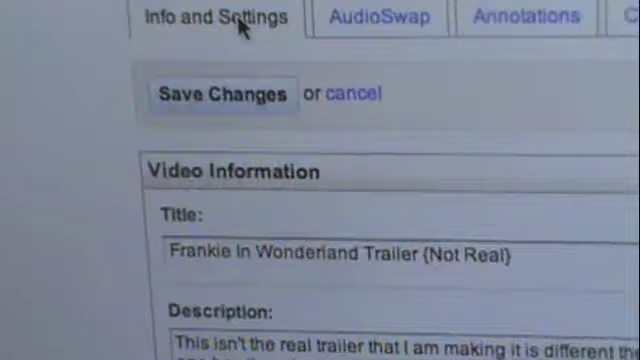 Info and Settings AudioSwap Annotations
Save Changes or cancel
Video Information
Title:
Frankie In Wonderland Trailer {Not Real}
Description:
This isn't the real trailer that I am making it is different